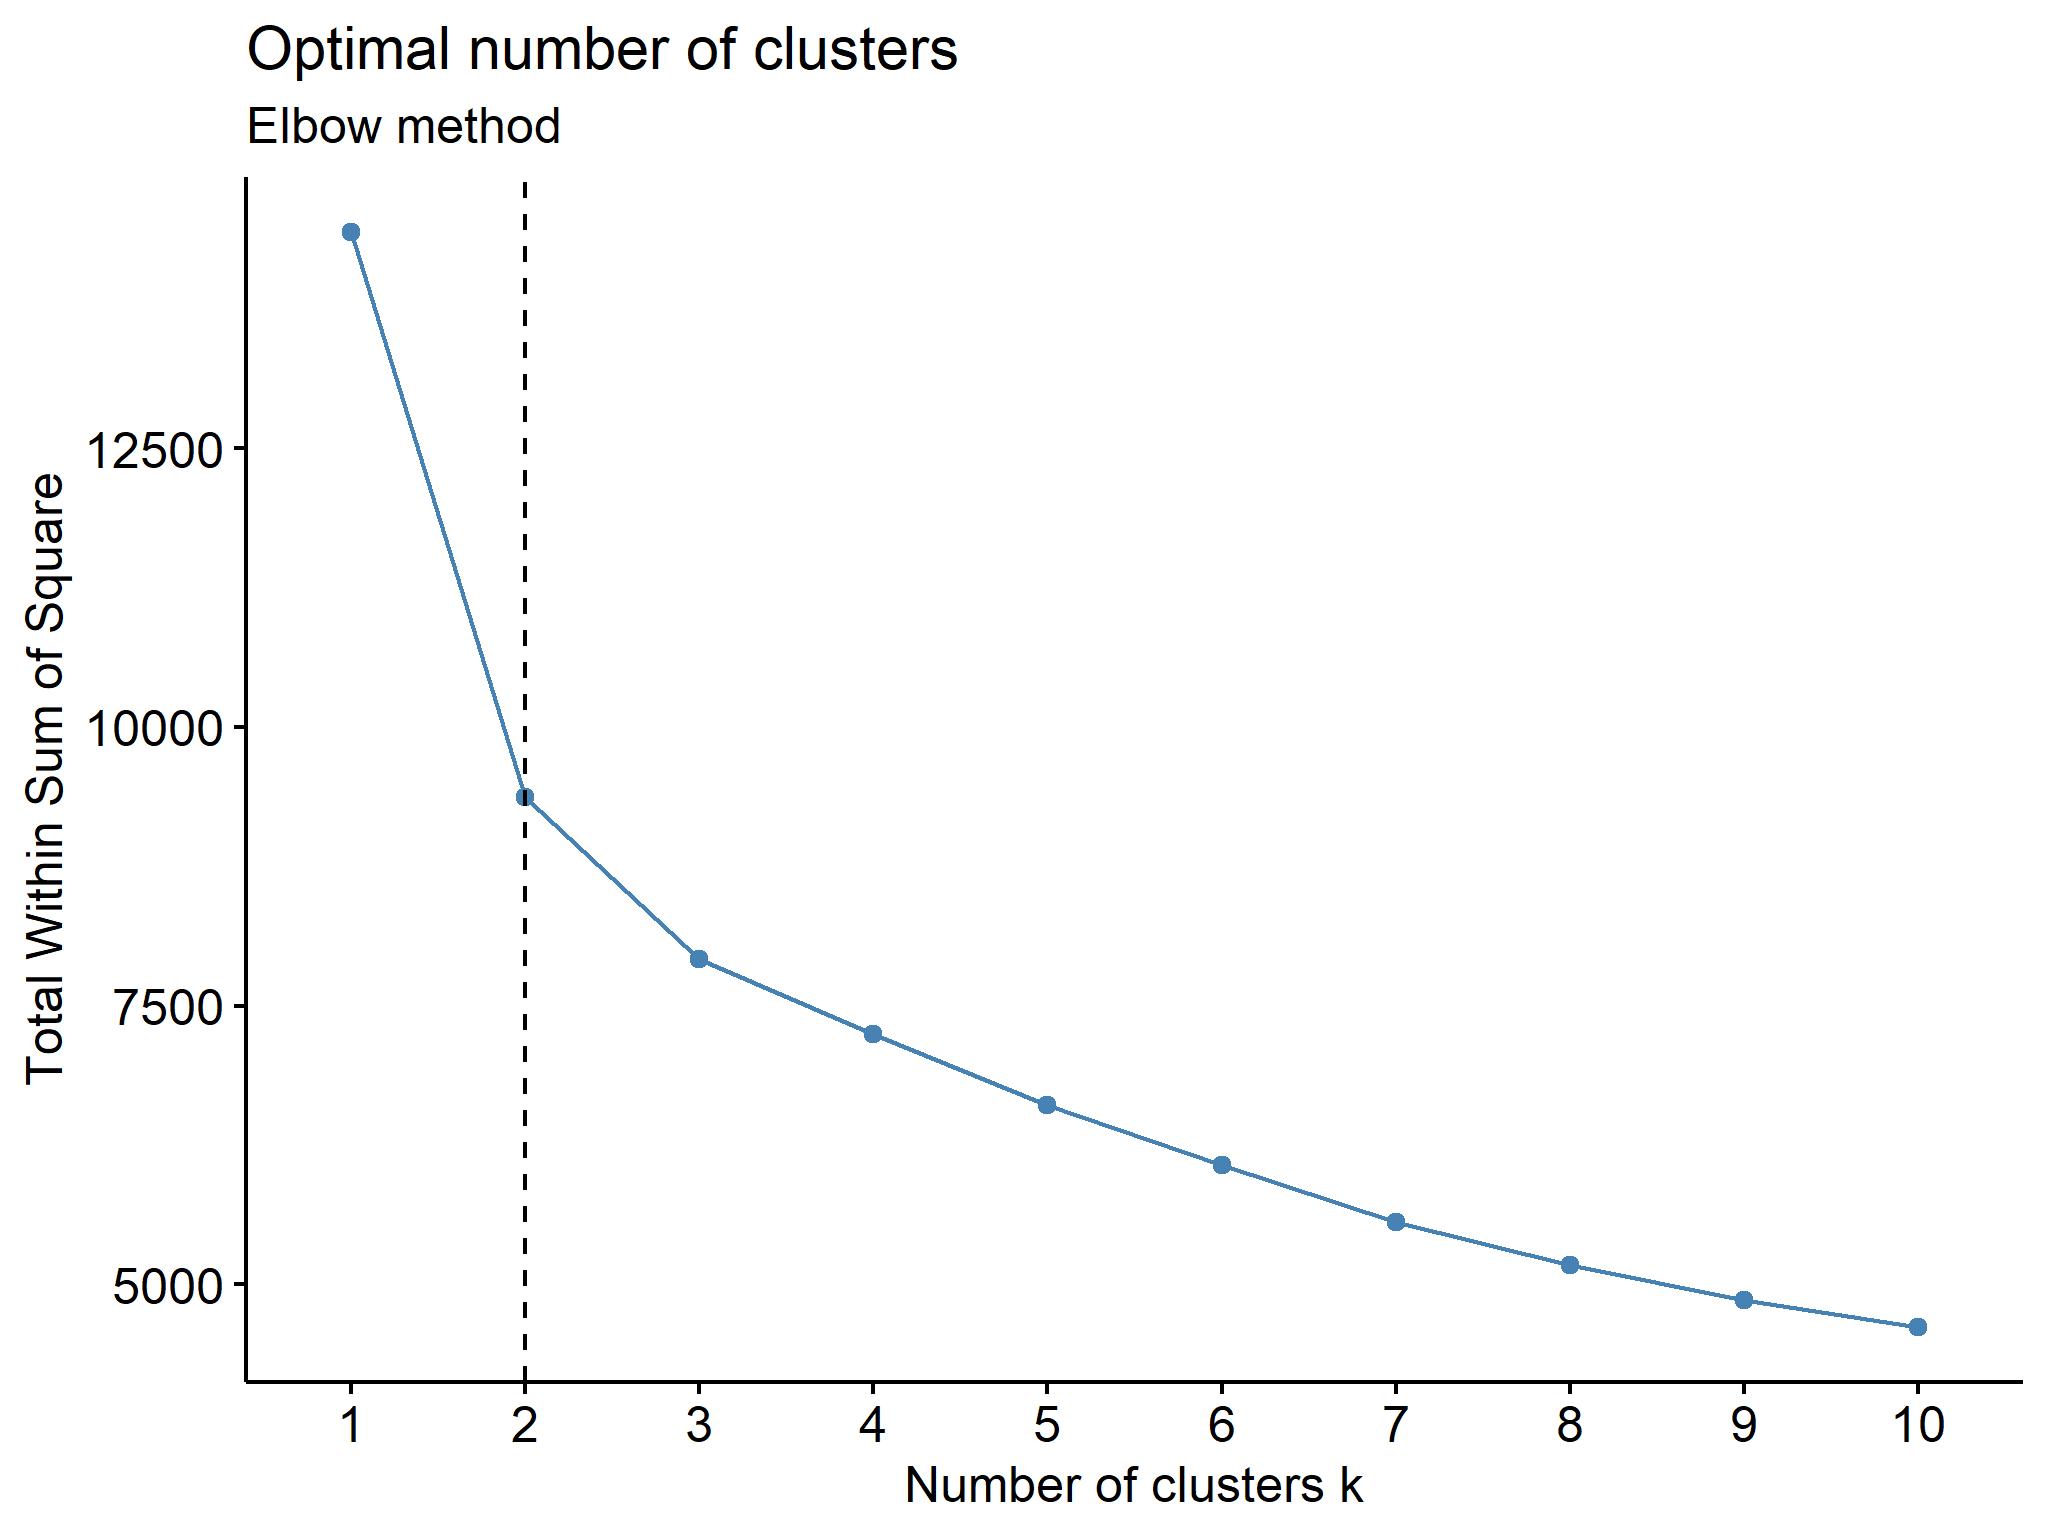 Optimal number of clusters
Elbow method
Total Within Sum of Square
12500
10000
7500
5000
1 2 3 4 5 6 7 8 9 10
Number of clusters k